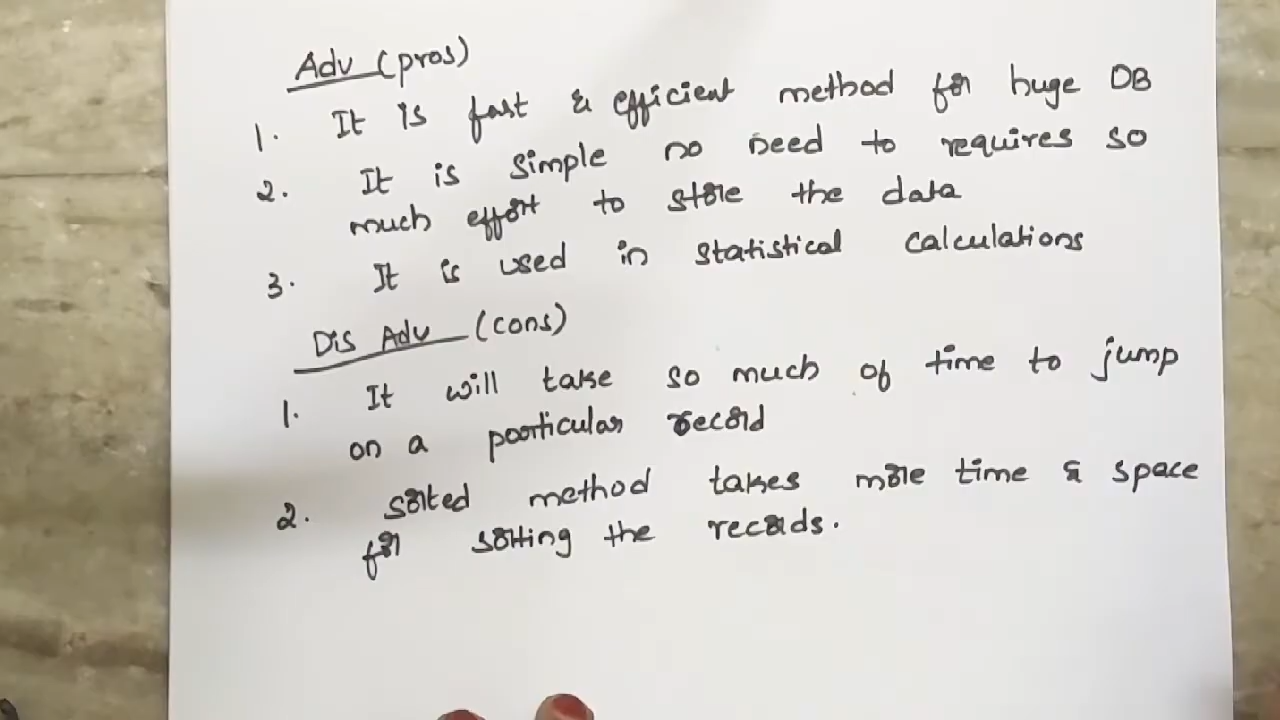 Adv (pros)
1. It is fast & efficient method for huge DB
2. It is simple no need to requires so
much effort to store the data
3. It is used in statistical calculations
Dis Adv (cons)
1. It will take so much of time to jump
on a particular record
2. sorted method takes more time & space
for sorting the records.